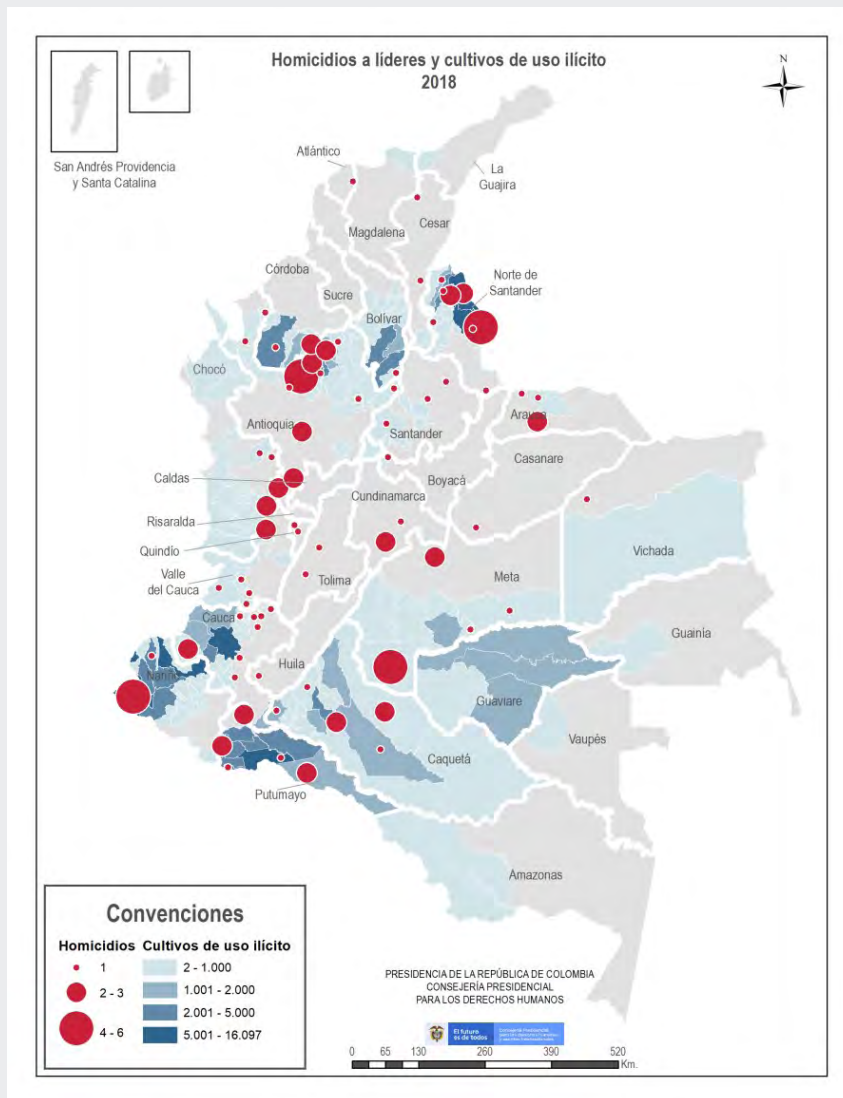 Homicidios a líderes y cultivos de uso ilícito
2018
N
San Andrés Providencia
y Santa Catalina
Atlántico
La
Guajira
Magdalena
Cesar
Córdoba
Sucre
Norte de
Santander
Bolívar
Chocó
Antioquia
Santander
Arauca
Casanare
Caldas
Boyacá
Cundinamarca
Risaralda
Quindío
Vichada
Valle
del Cauca
Tolima
Meta
Cauca
Guainía
Huila
Nariño
Guaviare
Vaupés
Caquetá
Putumayo
Amazonas
Convenciones
Homicidios Cultivos de uso ilícito
1 2 - 1.000
2 - 3 1.001 - 2.000
2.001 - 5.000
4 - 6 5.001 - 16.097
PRESIDENCIA DE LA REPÚBLICA DE COLOMBIA
CONSEJERÍA PRESIDENCIAL
PARA LOS DERECHOS HUMANOS
El futuro
es de todos
0 65 130 260 390 520
Km.